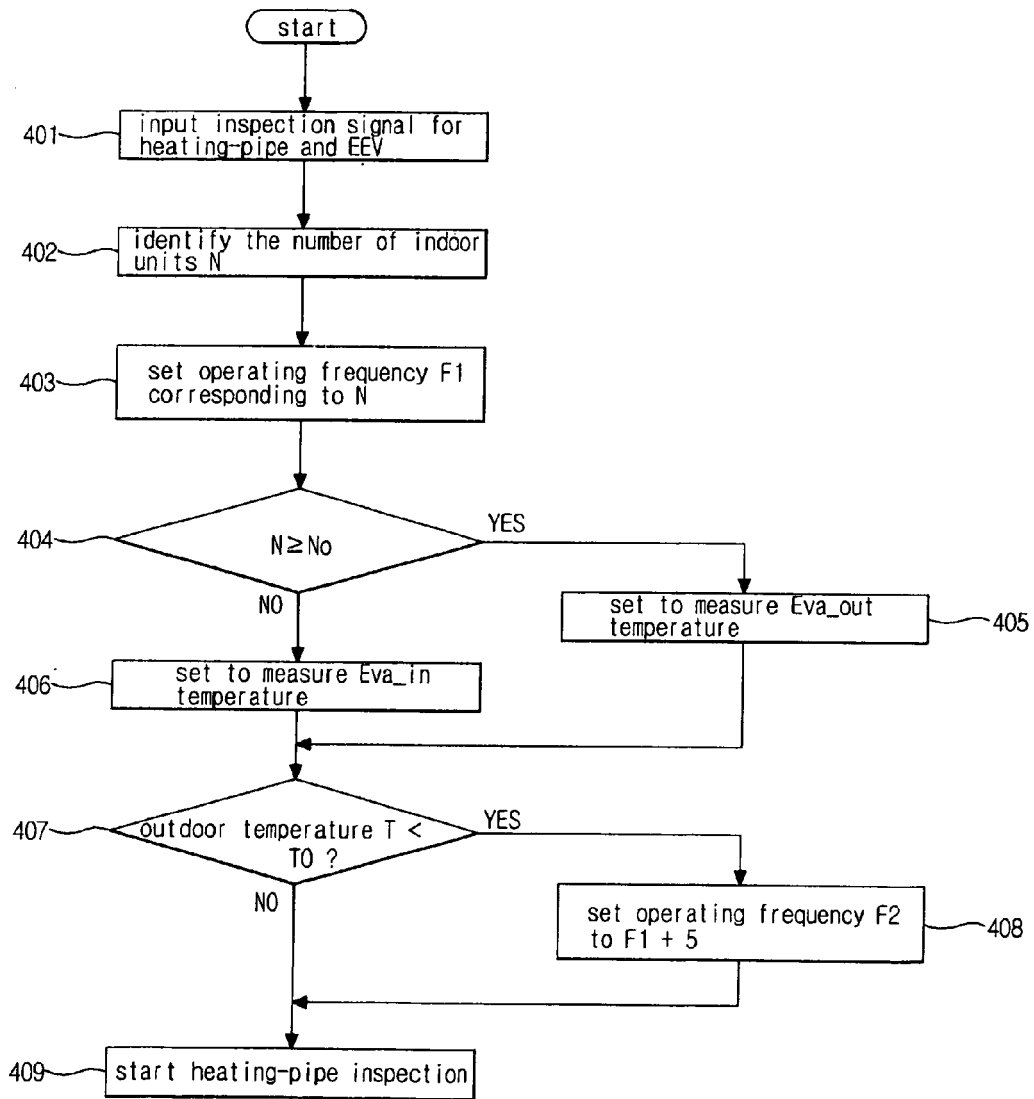 start
401
input inspection signal for
heating-pipe and EEV
402
identify the number of indoor
units N
403
set operating frequency F1
corresponding to N
404
N≥No
YES
NO
set to measure Eva_out
temperature
405
406
set to measure Eva_in
temperature
407
outdoor temperature T <
T0 ?
YES
NO
set operating frequency F2
to F1 + 5
408
409
start heating-pipe inspection